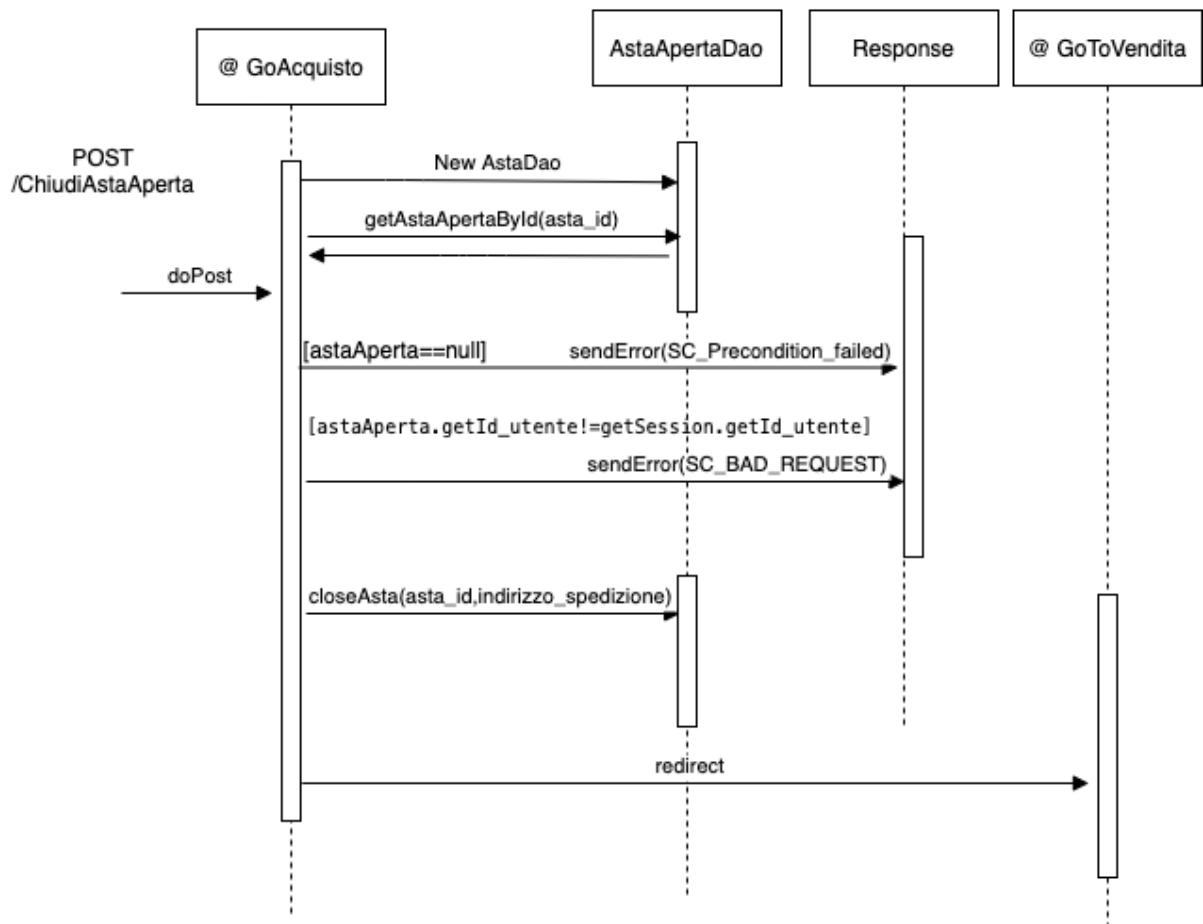 @ GoAcquisto
AstaApertaDao
Response
@ GoToVendita
POST
/ChiudiAstaAperta
New AstaDao
getAstaApertaById(asta_id)
doPost
[astaAperta==null]
sendError(SC_Precondition_failed)
[astaAperta.getId_utente!=getSession.getId_utente]
sendError(SC_BAD_REQUEST)
closeAsta(asta_id,indirizzo_spedizione)
redirect